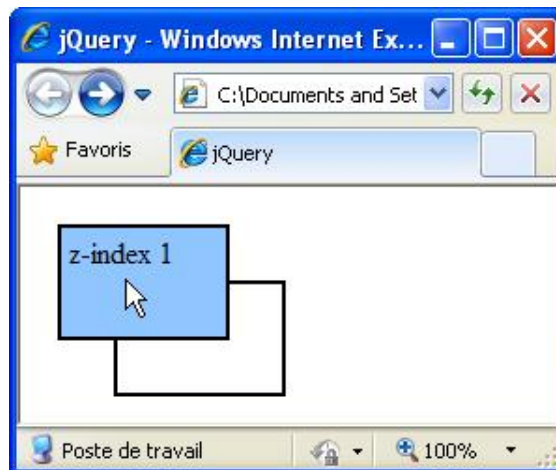 jQuery - Windows Internet Ex...
C:\Documents and Set
Favoris
jQuery
z-index 1
Poste de travail
100%